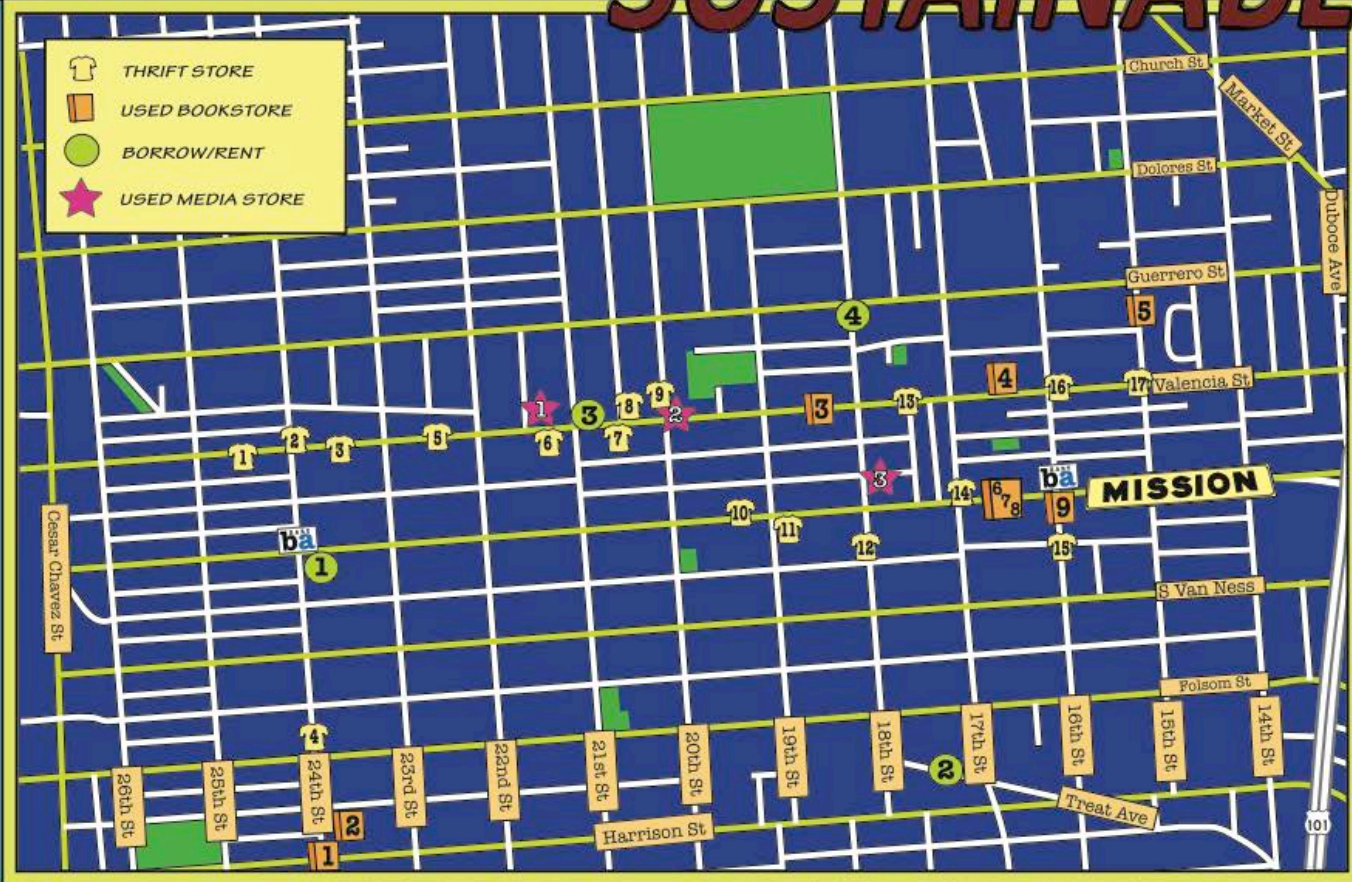 SUSTAINABL
THRIFT STORE
USED BOOKSTORE
BORROW/RENT
USED MEDIA STORE
Church St
Market St
Dolores St
Duboce Ave
Guerrero St
5
4
1
3
8
9
2
3
4
13
16
17
Valencia St
1
2
3
5
6
7
3
10
11
12
14
6
7
8
ba
9
15
MISSION
Cesar Chavez St
ba
1
S Van Ness
Folsom St
4
26th St
25th St
24th St
23rd St
22nd St
21st St
20th St
19th St
18th St
17th St
16th St
15th St
14th St
2
Treat Ave
Harrison St
2
1
101